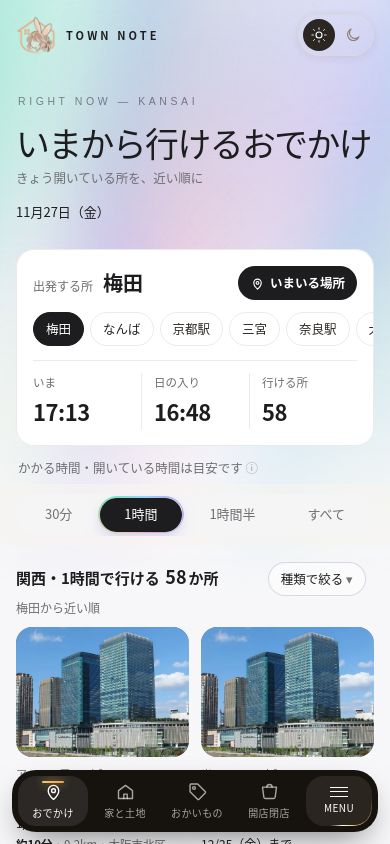 TOWN NOTE
RIGHT NOW — KANSAI
いまから行けるおでかけ
きょう開いている所を、近い順に
11月27日（金）
出発する所 梅田
いまいる場所
梅田 なんば 京都駅 三宮 奈良駅
いま 日の入り 行ける所
17:13 16:48 58
かかる時間・開いている時間は目安です ⓘ
30分 1時間 1時間半 すべて
関西・1時間で行ける 58か所
種類で絞る ▾
梅田から近い順
おでかけ 家と土地 おかいもの 開店閉店 MENU